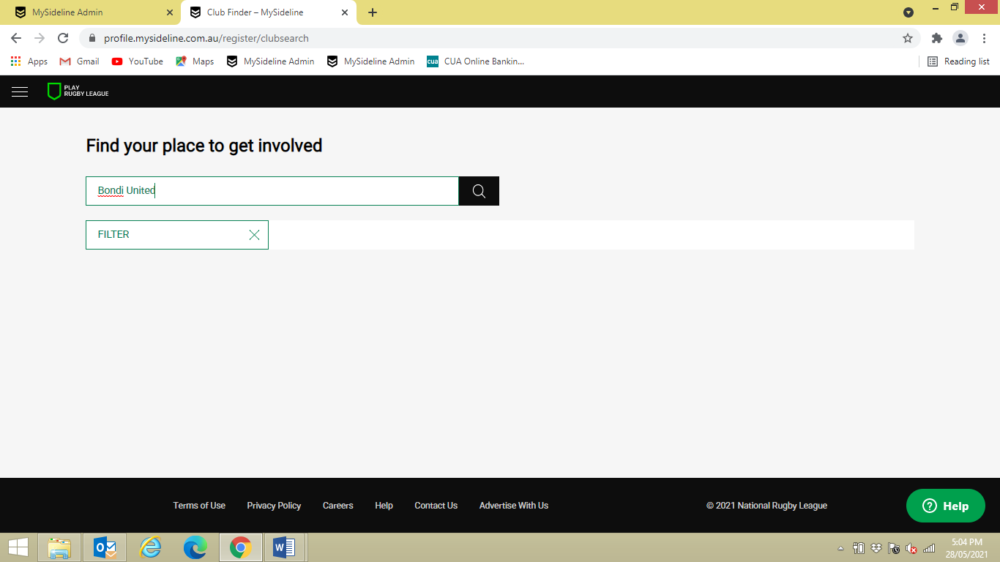 MySideline Admin
Club Finder – MySideline
profile.mysideline.com.au/register/clubsearch
Apps
Gmail
YouTube
Maps
MySideline Admin
MySideline Admin
cua
CUA Online Bankin...
Reading list
PLAY
RUGBY LEAGUE
Find your place to get involved
Bondi United
FILTER
Terms of Use
Privacy Policy
Careers
Help
Contact Us
Advertise With Us
© 2021 National Rugby League
Help
5:04 PM
28/05/2021